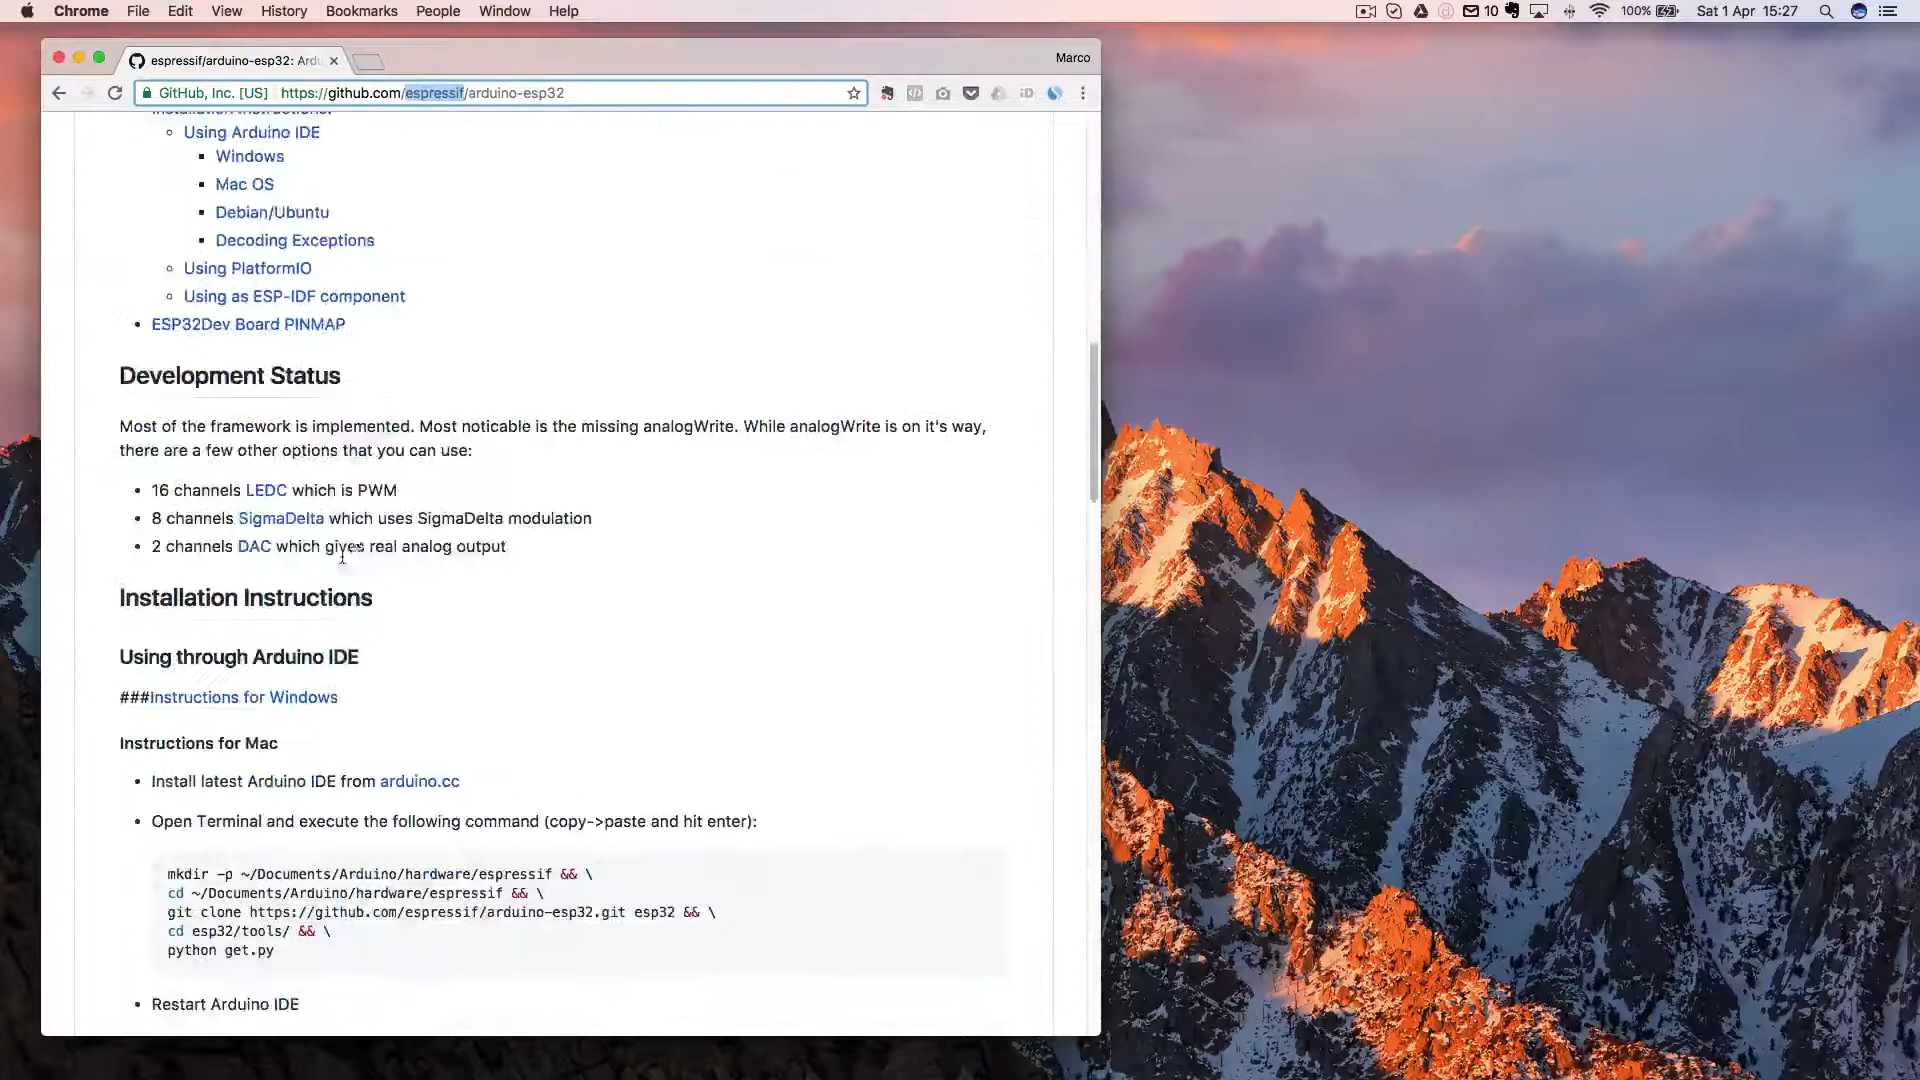 Chrome File Edit View History Bookmarks People Window Help 10 100% Sat 1 Apr 15:27
espressif/arduino-esp32: Ardu Marco
GitHub, Inc. [US] https://github.com/espressif/arduino-esp32
Installation Instructions:
Using Arduino IDE
Windows
Mac OS
Debian/Ubuntu
Decoding Exceptions
Using PlatformIO
Using as ESP-IDF component
ESP32Dev Board PINMAP
Development Status
Most of the framework is implemented. Most noticable is the missing analogWrite. While analogWrite is on it's way,
there are a few other options that you can use:
16 channels LEDC which is PWM
8 channels SigmaDelta which uses SigmaDelta modulation
2 channels DAC which gives real analog output
Installation Instructions
Using through Arduino IDE
###Instructions for Windows
Instructions for Mac
Install latest Arduino IDE from arduino.cc
Open Terminal and execute the following command (copy->paste and hit enter):
mkdir -p ~/Documents/Arduino/hardware/espressif && \
cd ~/Documents/Arduino/hardware/espressif && \
git clone https://github.com/espressif/arduino-esp32.git esp32 && \
cd esp32/tools/ && \
python get.py
Restart Arduino IDE